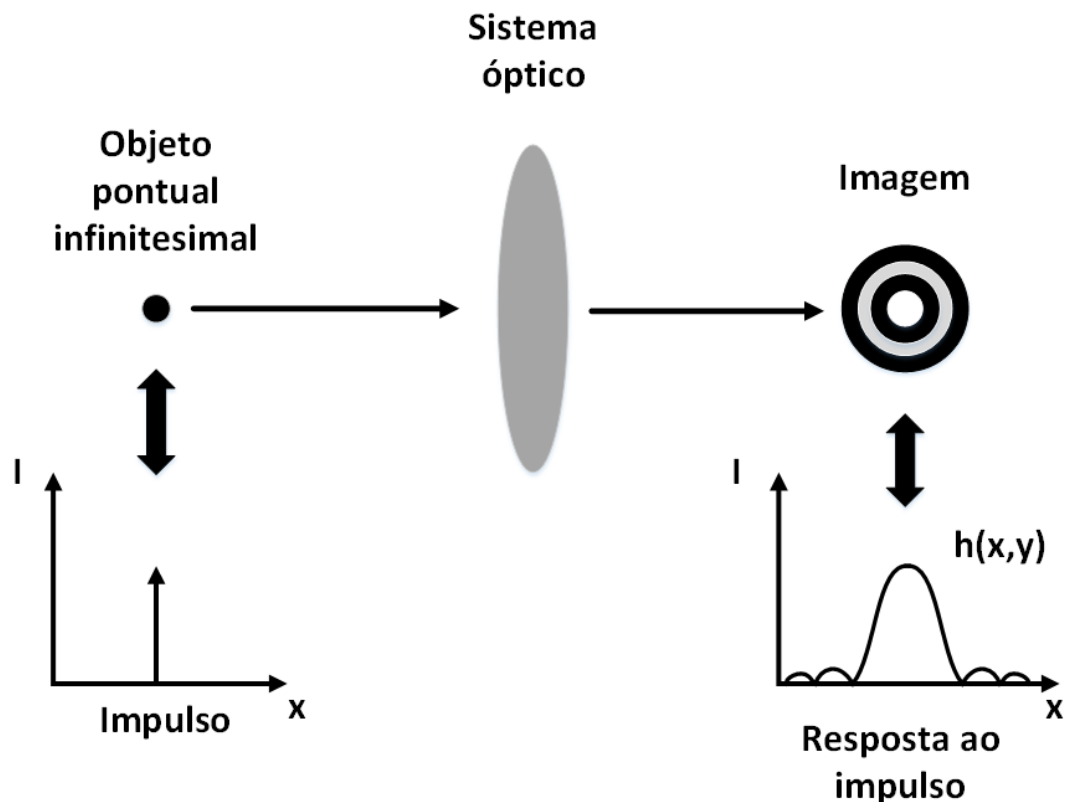 Sistema
óptico
Objeto
pontual
infinitesimal
Imagem
I
x
Impulso
I
h(x,y)
x
Resposta ao
impulso